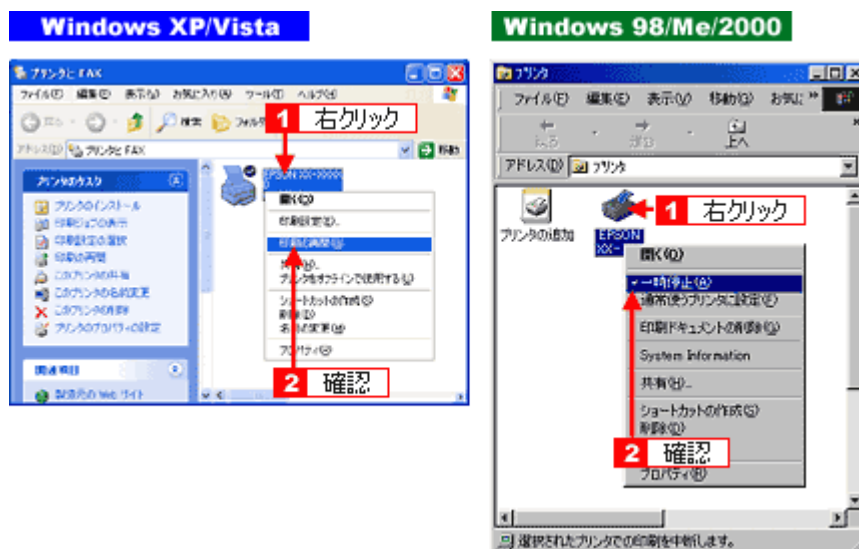 Windows XP/Vista
プリンタと FAX
ファイル(F) 編集(E) 表示(V) お気に入り(A) ツール(T) ヘルプ(H)
戻る 検索
1 右クリック
アドレス(D) プリンタと FAX 移動
プリンタのタスク
プリンタのインストール
印刷ジョブの表示
印刷設定の選択
印刷の再開
このプリンタの共有
このプリンタの名前変更
このプリンタの削除
プリンタのプロパティの設定
関連項目
製造元の Web サイト
EPSON XX-XXXX
開く(O)
印刷設定(E)...
印刷の再開(G)
共有(H)...
プリンタをオフラインで使用する(U)
ショートカットの作成(S)
削除(D)
名前の変更(M)
プロパティ(R)
2 確認
Windows 98/Me/2000
プリンタ
ファイル(F) 編集(E) 表示(V) 移動(G) お気に »
戻る 進む 上へ
アドレス(D) プリンタ
プリンタの追加
EPSON
XX-
1 右クリック
開く(O)
一時停止(A)
通常使うプリンタに設定(F)
印刷ドキュメントの削除(G)
System Information
共有(H)...
ショートカットの作成(S)
削除(D)
2 確認
プロパティ(R)
選択されたプリンタでの印刷を中断します。